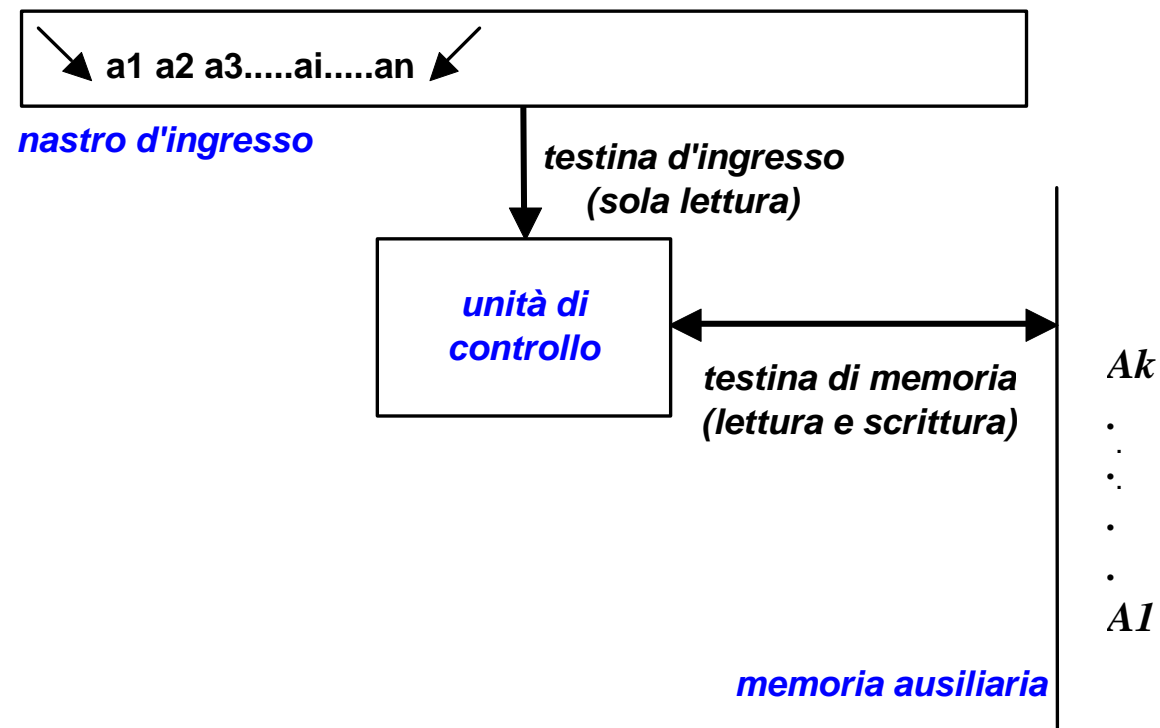 a1 a2 a3.....ai.....an
nastro d'ingresso
testina d'ingresso
(sola lettura)
unità di
controllo
testina di memoria
(lettura e scrittura)
Ak
.
.
.
.
.
.
A1
memoria ausiliaria